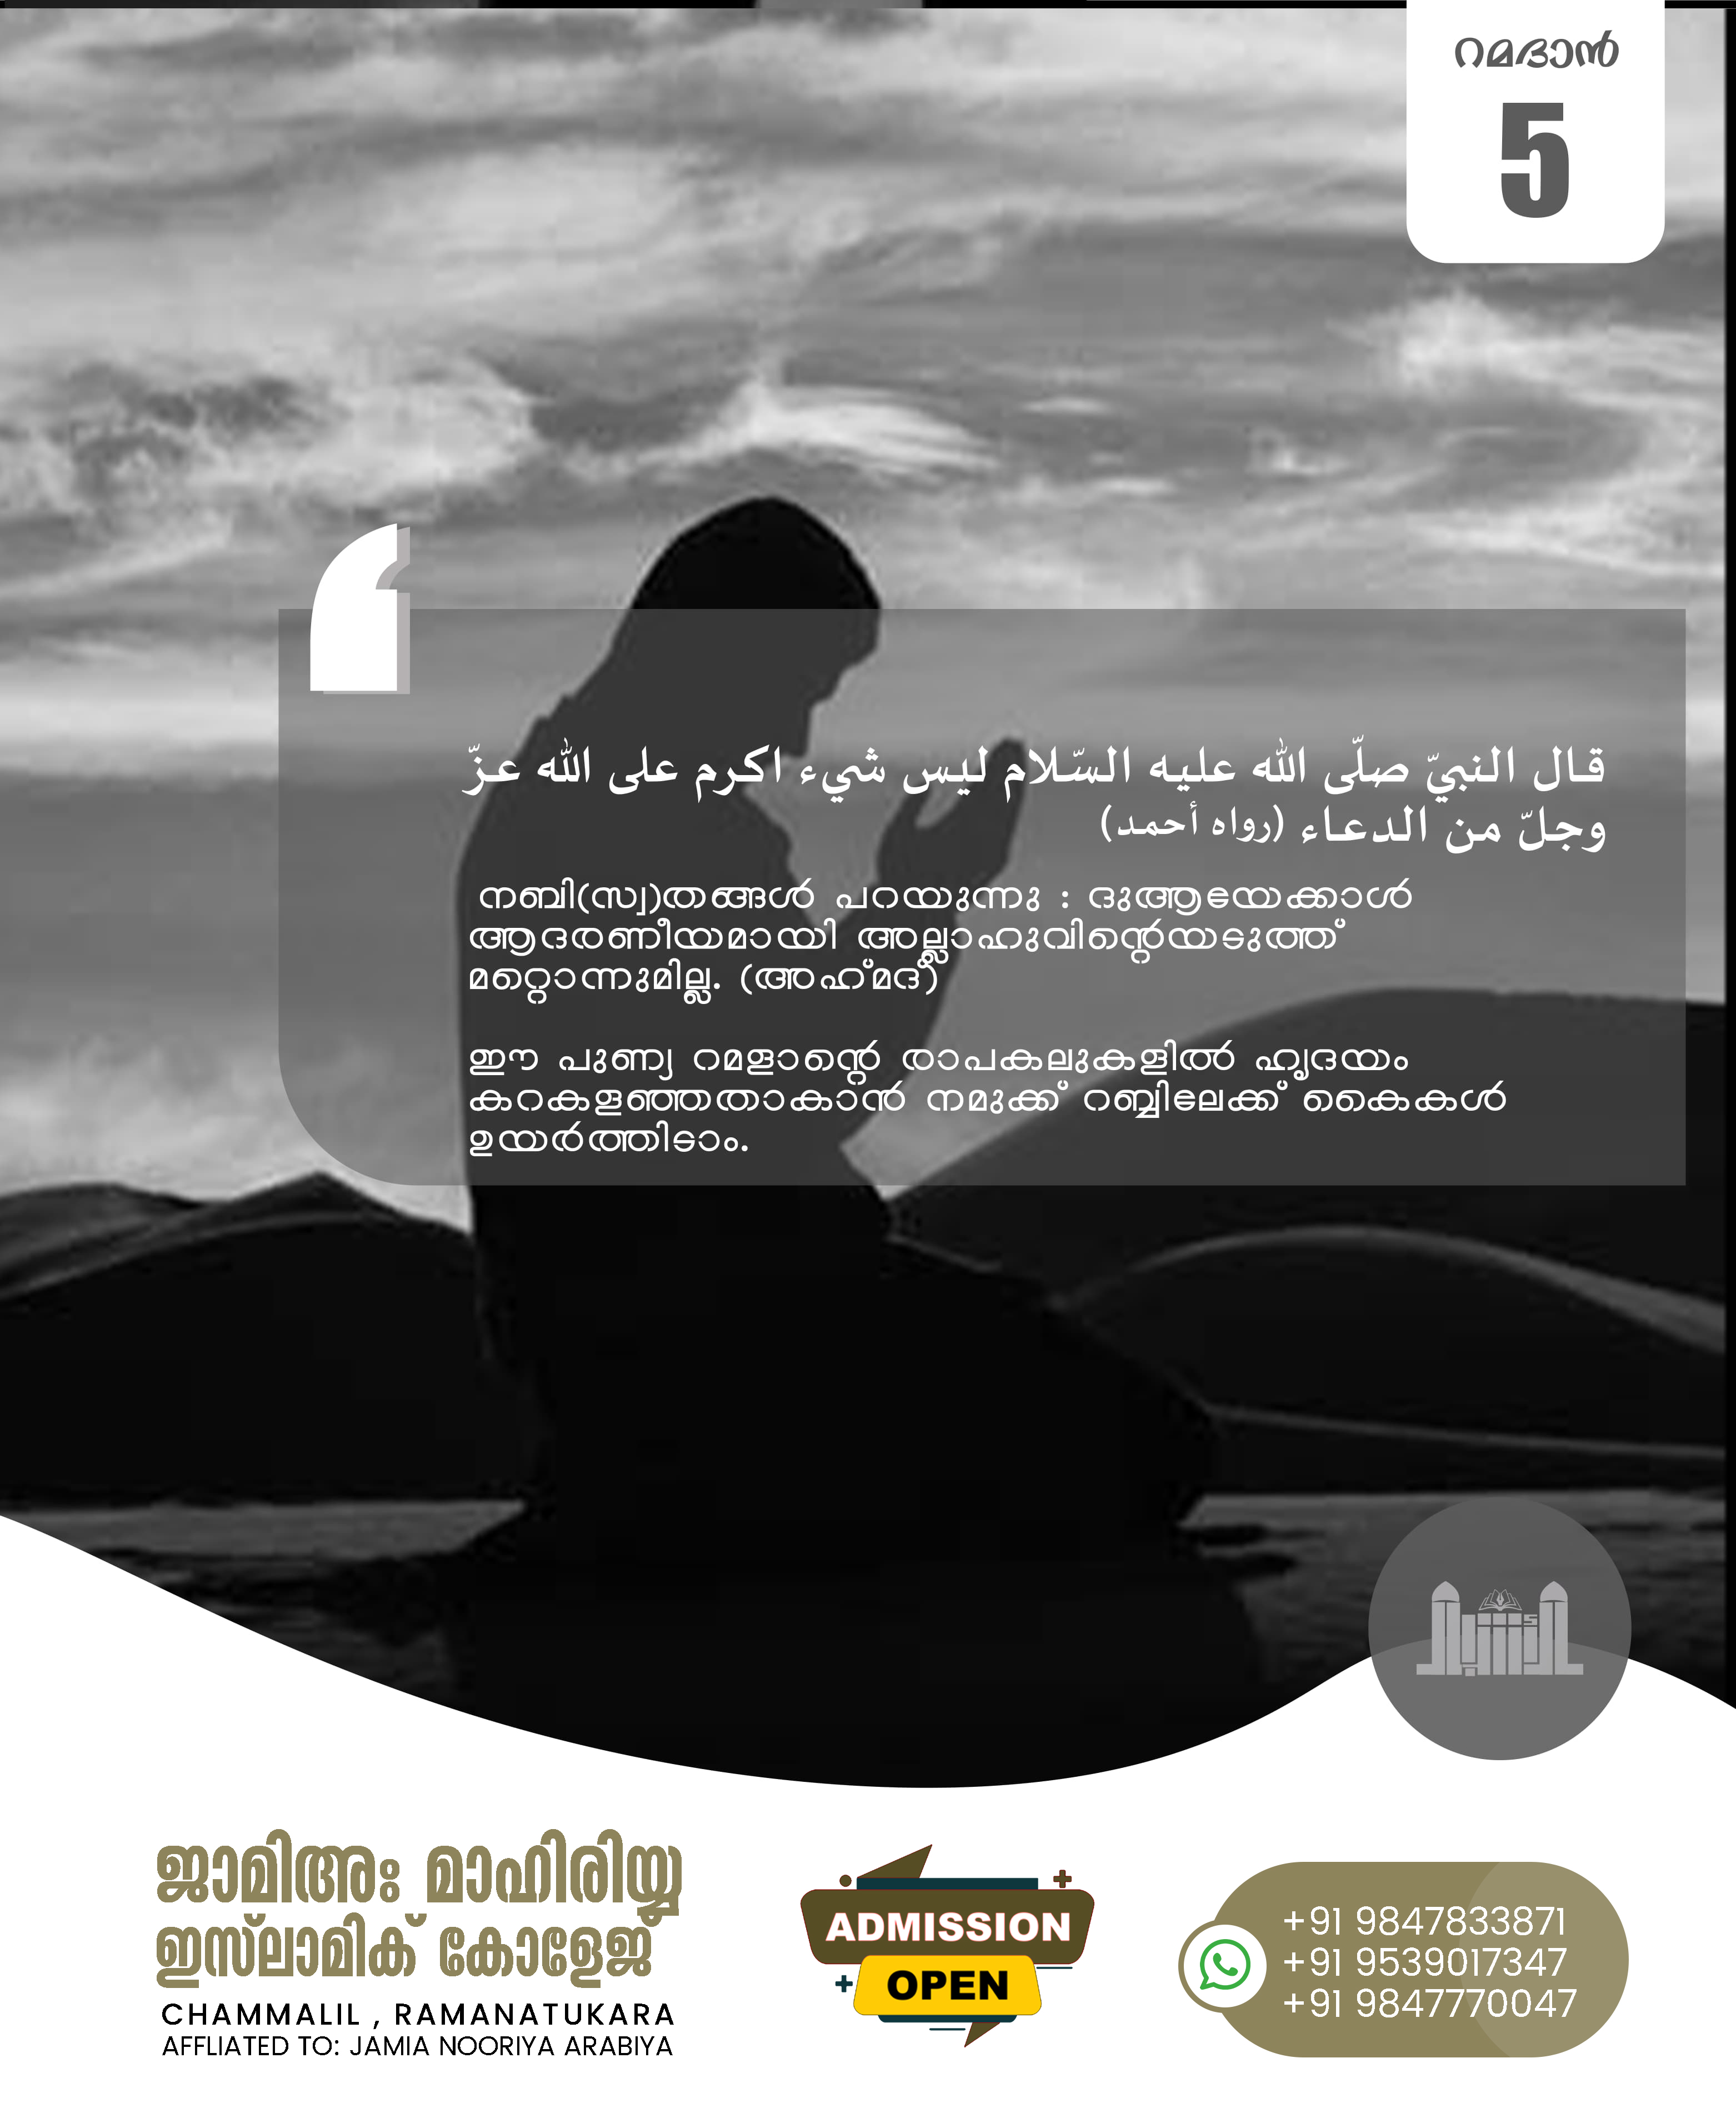 റമദാൻ
5
قال النبيّ صلّى الله عليه السّلام ليس شيء اكرم على الله عزّ
وجلّ من الدعاء (رواه أحمد)
നബി(സ്വ)തങ്ങൾ പറയുന്നു : ദുആയേക്കാൾ
ആദരണീയമായി അല്ലാഹുവിന്റെയടുത്ത്
മറ്റൊന്നുമില്ല. (അഹ്മദ്)
ഈ പുണ്യ റമളാന്റെ രാപകലുകളിൽ ഹൃദയം
കറകളഞ്ഞതാകാൻ നമുക്ക് റബ്ബിലേക്ക് കൈകൾ
ഉയർത്തിടാം.
ജാമിഅഃ മാഹിരിയ്യ
ഇസ്‌ലാമിക് കോളേജ്
CHAMMALIL , RAMANATUKARA
AFFLIATED TO: JAMIA NOORIYA ARABIYA
ADMISSION
OPEN
+91 9847833871
+91 9539017347
+91 9847770047